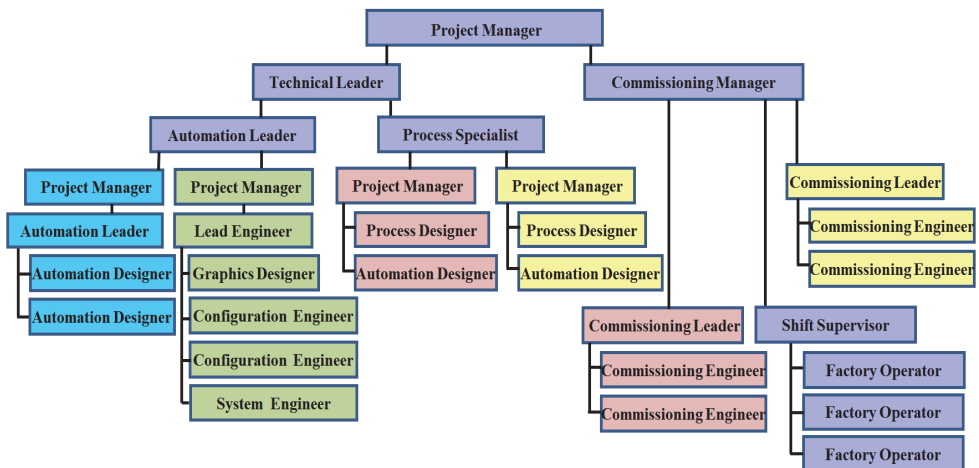 Project Manager
Technical Leader
Commissioning Manager
Automation Leader
Process Specialist
Project Manager
Project Manager
Project Manager
Project Manager
Commissioning Leader
Automation Leader
Lead Engineer
Process Designer
Process Designer
Commissioning Engineer
Automation Designer
Graphics Designer
Automation Designer
Automation Designer
Commissioning Engineer
Automation Designer
Configuration Engineer
Commissioning Leader
Shift Supervisor
Configuration Engineer
Commissioning Engineer
Factory Operator
System Engineer
Commissioning Engineer
Factory Operator
Factory Operator